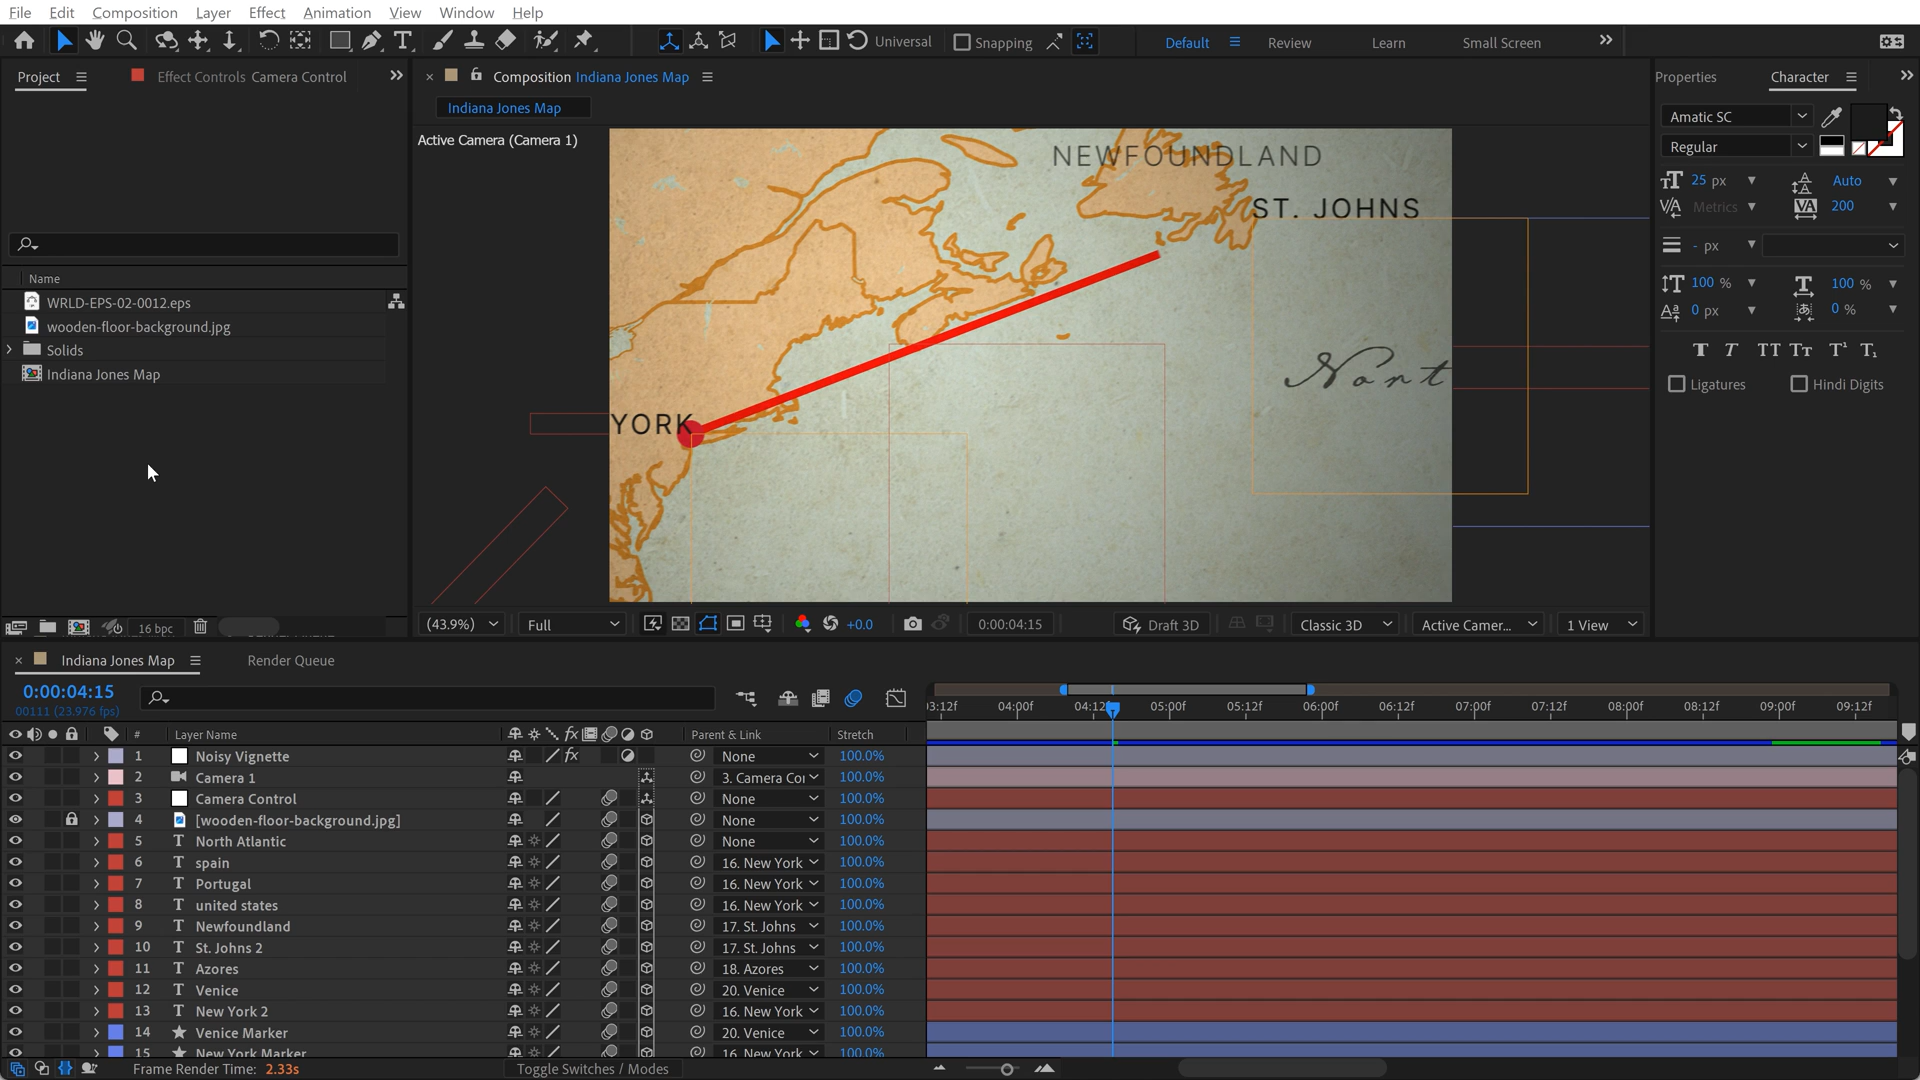 File Edit Composition Layer Effect Animation View Window Help
Universal Snapping Default Review Learn Small Screen
Project Effect Controls Camera Control
Composition Indiana Jones Map
Properties Character
Indiana Jones Map
Active Camera (Camera 1)
Amatic SC
Regular
25 px Auto
Metrics 200
- px
100 % 100 %
0 px 0 %
T T TT Tт T¹ T₁
Ligatures Hindi Digits
Name
WRLD-EPS-02-0012.eps
wooden-floor-background.jpg
Solids
Indiana Jones Map
NEWFOUNDLAND
ST. JOHNS
Nort
YORK
16 bpc
(43.9%) Full +0.0 0:00:04:15 Draft 3D Classic 3D Active Camer... 1 View
Indiana Jones Map Render Queue
0:00:04:15
00111 (23.976 fps)
03:12f 04:00f 04:12f 05:00f 05:12f 06:00f 06:12f 07:00f 07:12f 08:00f 08:12f 09:00f 09:12f
# Layer Name fx Parent & Link Stretch
1 Noisy Vignette fx None 100.0%
2 Camera 1 3. Camera Cor 100.0%
3 Camera Control None 100.0%
4 [wooden-floor-background.jpg] None 100.0%
5 T North Atlantic None 100.0%
6 T spain 16. New York 100.0%
7 T Portugal 16. New York 100.0%
8 T united states 16. New York 100.0%
9 T Newfoundland 17. St. Johns 100.0%
10 T St. Johns 2 17. St. Johns 100.0%
11 T Azores 18. Azores 100.0%
12 T Venice 20. Venice 100.0%
13 T New York 2 16. New York 100.0%
14 Venice Marker 20. Venice 100.0%
15 New York Marker 16. New York 100.0%
Frame Render Time: 2.33s Toggle Switches / Modes